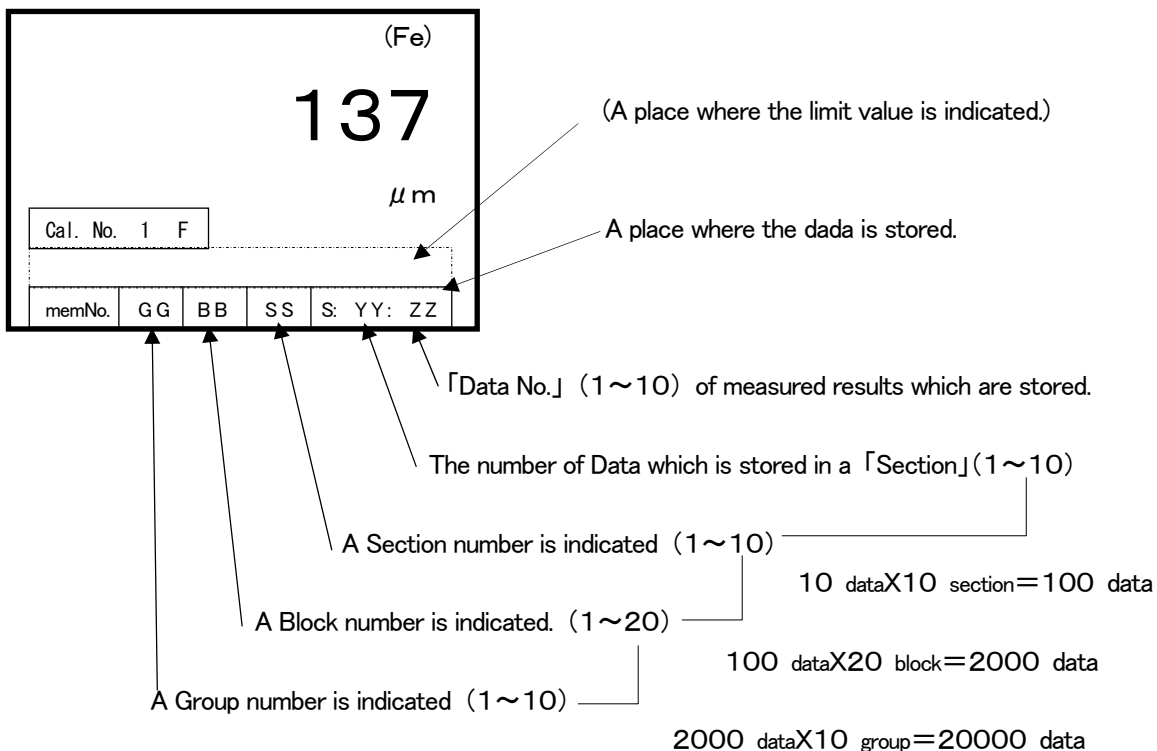 (Fe)
137
(A place where the limit value is indicated.)
μm
Cal. No. 1 F
A place where the dada is stored.
memNo. GG BB SS S: YY: ZZ
「Data No.」 (1～10) of measured results which are stored.
The number of Data which is stored in a 「Section」(1～10)
A Section number is indicated (1～10)
10 dataX10 section＝100 data
A Block number is indicated. (1～20)
100 dataX20 block＝2000 data
A Group number is indicated (1～10)
2000 dataX10 group＝20000 data